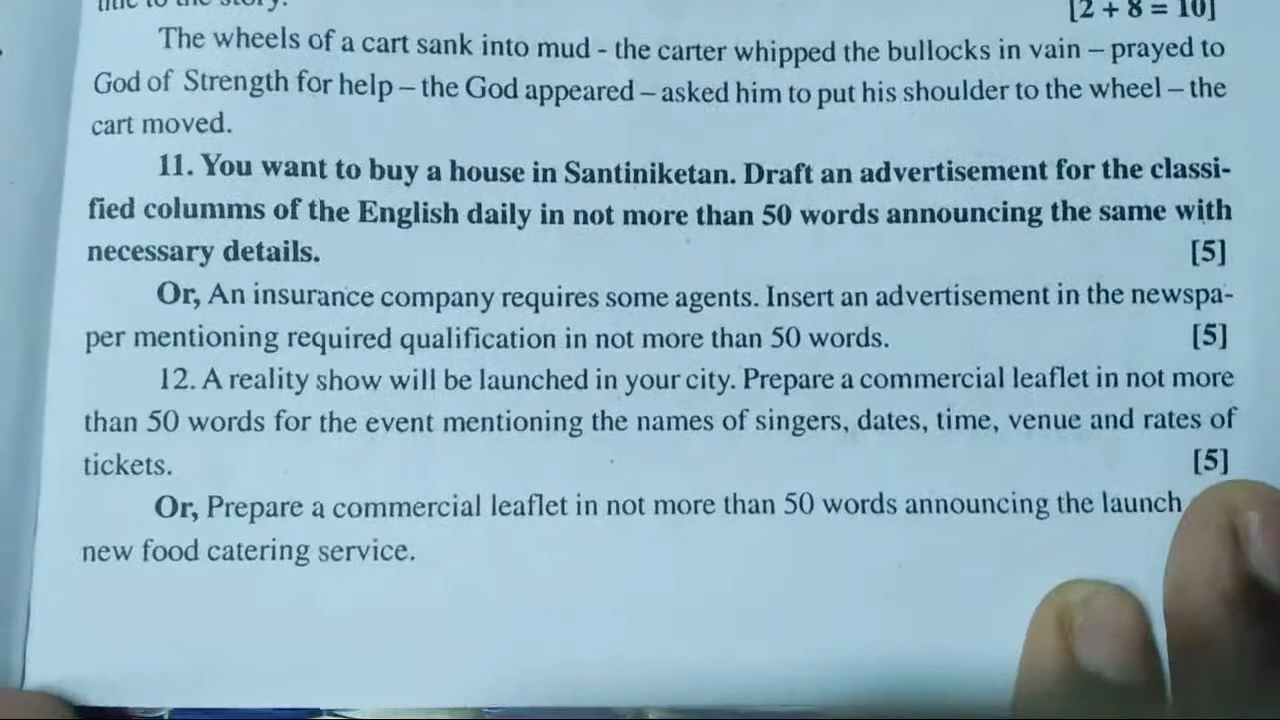 title to the story.
[2 + 8 = 10]
The wheels of a cart sank into mud - the carter whipped the bullocks in vain – prayed to
God of Strength for help – the God appeared – asked him to put his shoulder to the wheel – the
cart moved.
11. You want to buy a house in Santiniketan. Draft an advertisement for the classi-
fied columms of the English daily in not more than 50 words announcing the same with
necessary details. [5]
Or, An insurance company requires some agents. Insert an advertisement in the newspa-
per mentioning required qualification in not more than 50 words. [5]
12. A reality show will be launched in your city. Prepare a commercial leaflet in not more
than 50 words for the event mentioning the names of singers, dates, time, venue and rates of
tickets. [5]
Or, Prepare a commercial leaflet in not more than 50 words announcing the launch
new food catering service.